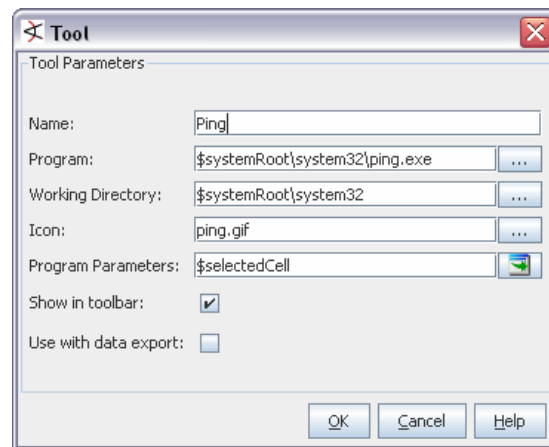 Tool
Tool Parameters
Name: Ping
Program: $systemRoot\system32\ping.exe ...
Working Directory: $systemRoot\system32 ...
Icon: ping.gif ...
Program Parameters: $selectedCell
Show in toolbar:
Use with data export:
OK Cancel Help